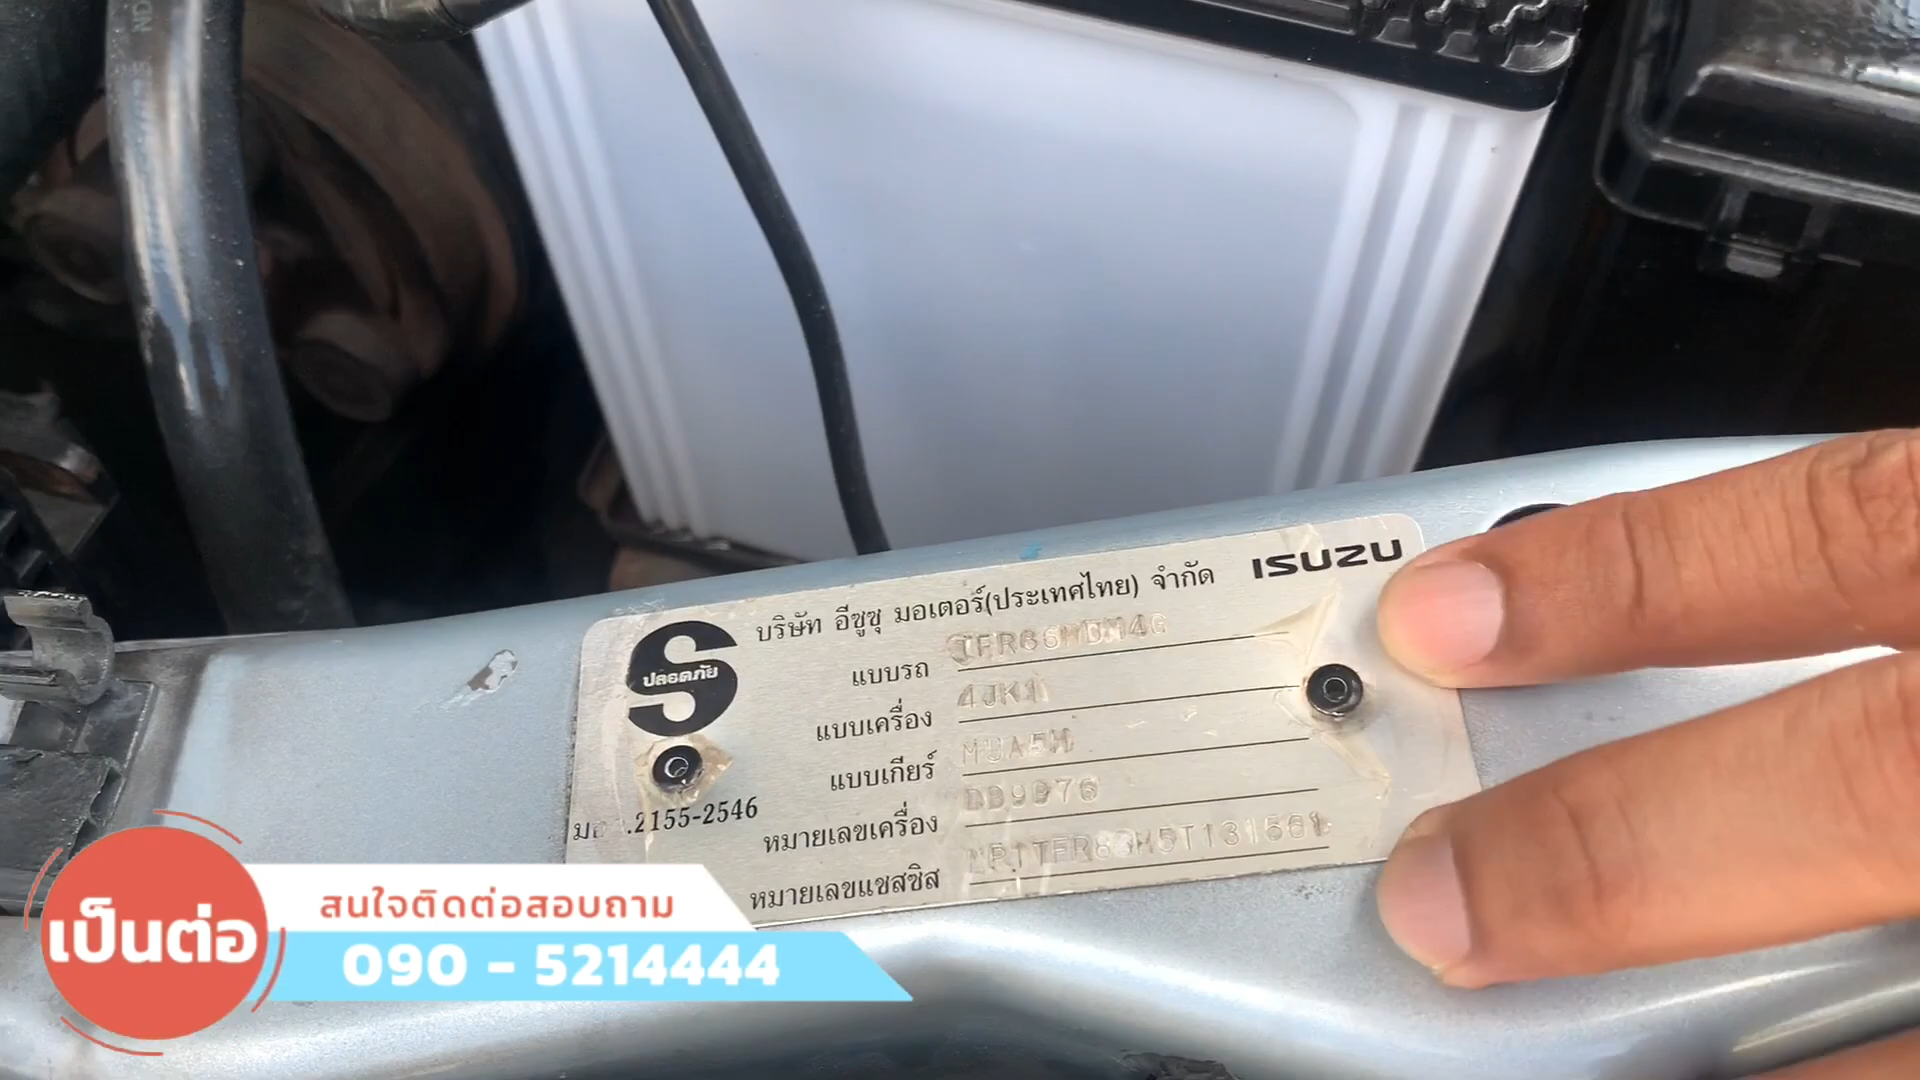 บริษัท อีซูซุ มอเตอร์(ประเทศไทย) จำกัด ISUZU
ปลอดภัย
แบบรถ
แบบเครื่อง 4JK1
แบบเกียร์ MUA5H
หมายเลขเครื่อง
หมายเลขแชสซิส
2155-2546
เป็นต่อ
สนใจติดต่อสอบถาม
090 - 5214444